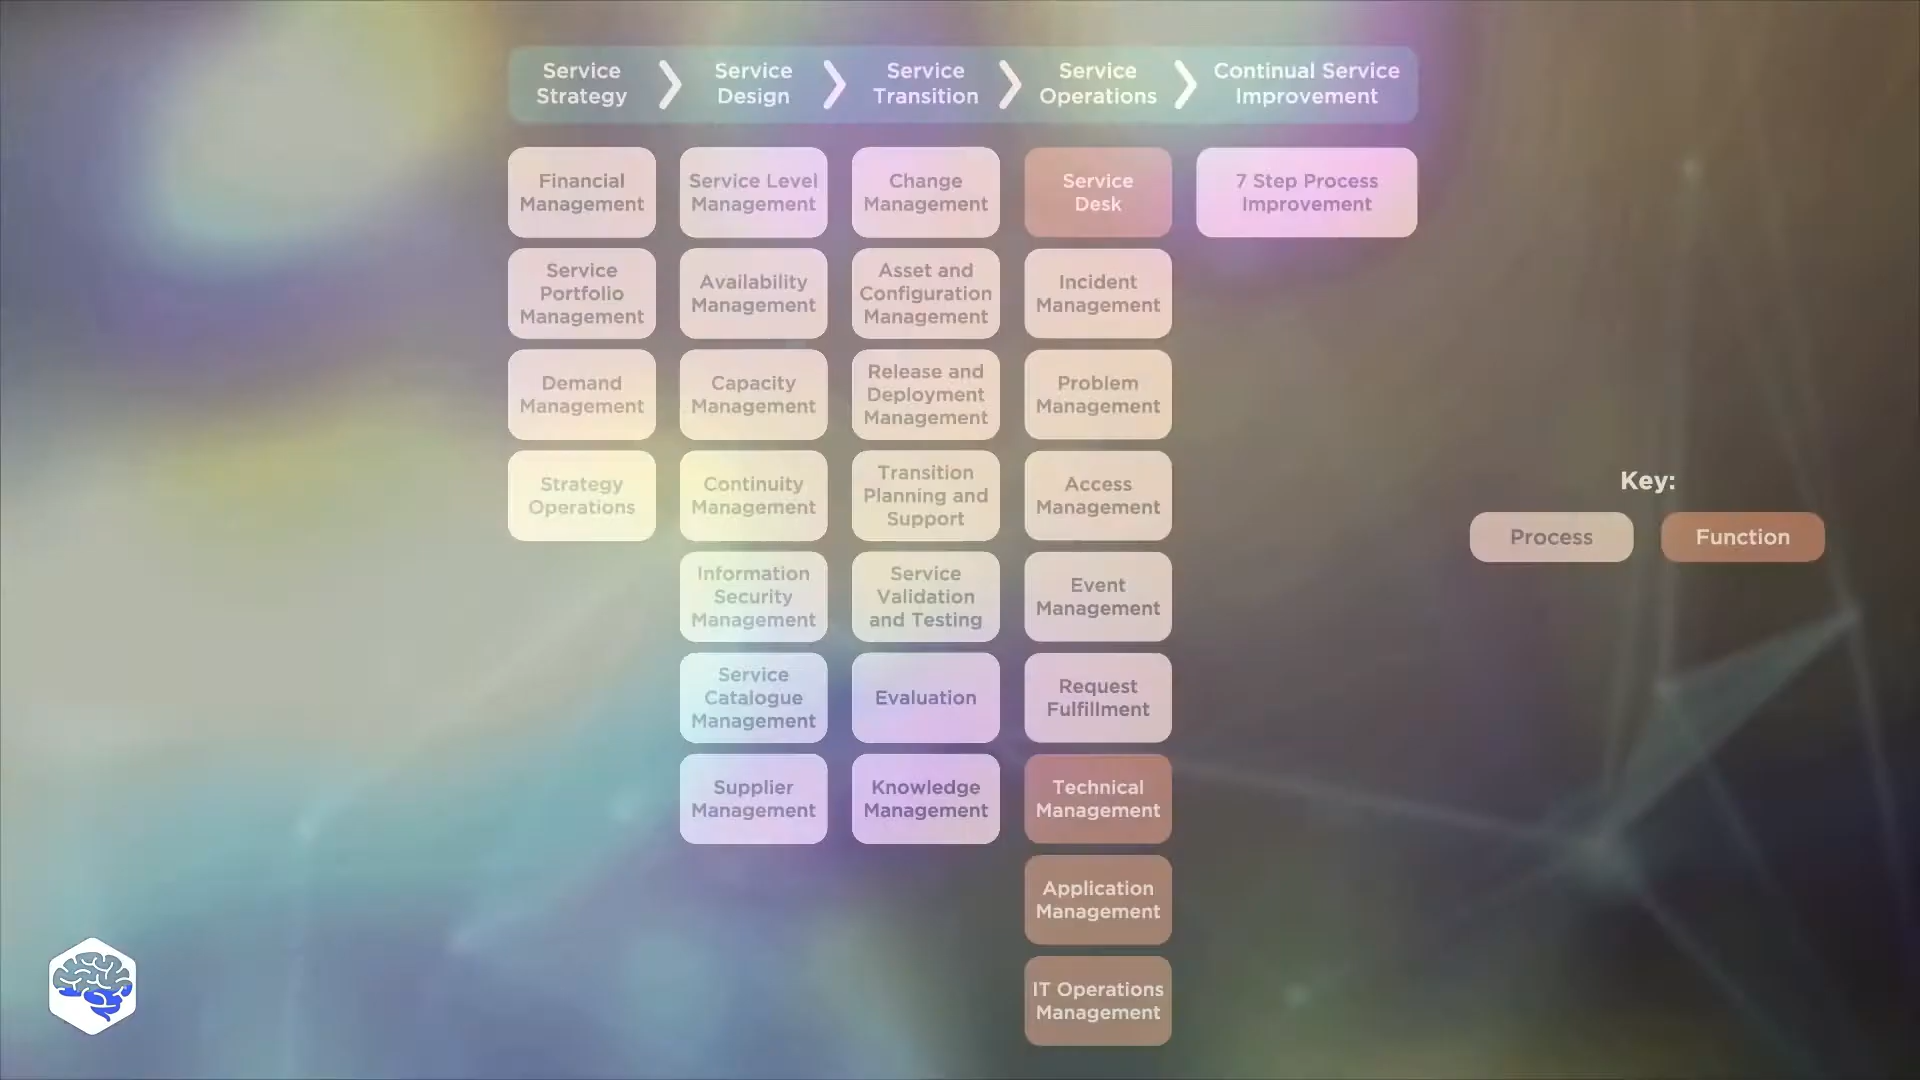 Service
Strategy
Service
Design
Service
Transition
Service
Operations
Continual Service
Improvement
Financial
Management
Service
Portfolio
Management
Demand
Management
Strategy
Operations
Service Level
Management
Availability
Management
Capacity
Management
Continuity
Management
Information
Security
Management
Service
Catalogue
Management
Supplier
Management
Change
Management
Asset and
Configuration
Management
Release and
Deployment
Management
Transition
Planning and
Support
Service
Validation
and Testing
Evaluation
Knowledge
Management
Service
Desk
Incident
Management
Problem
Management
Access
Management
Event
Management
Request
Fulfillment
Technical
Management
Application
Management
IT Operations
Management
7 Step Process
Improvement
Key:
Process
Function